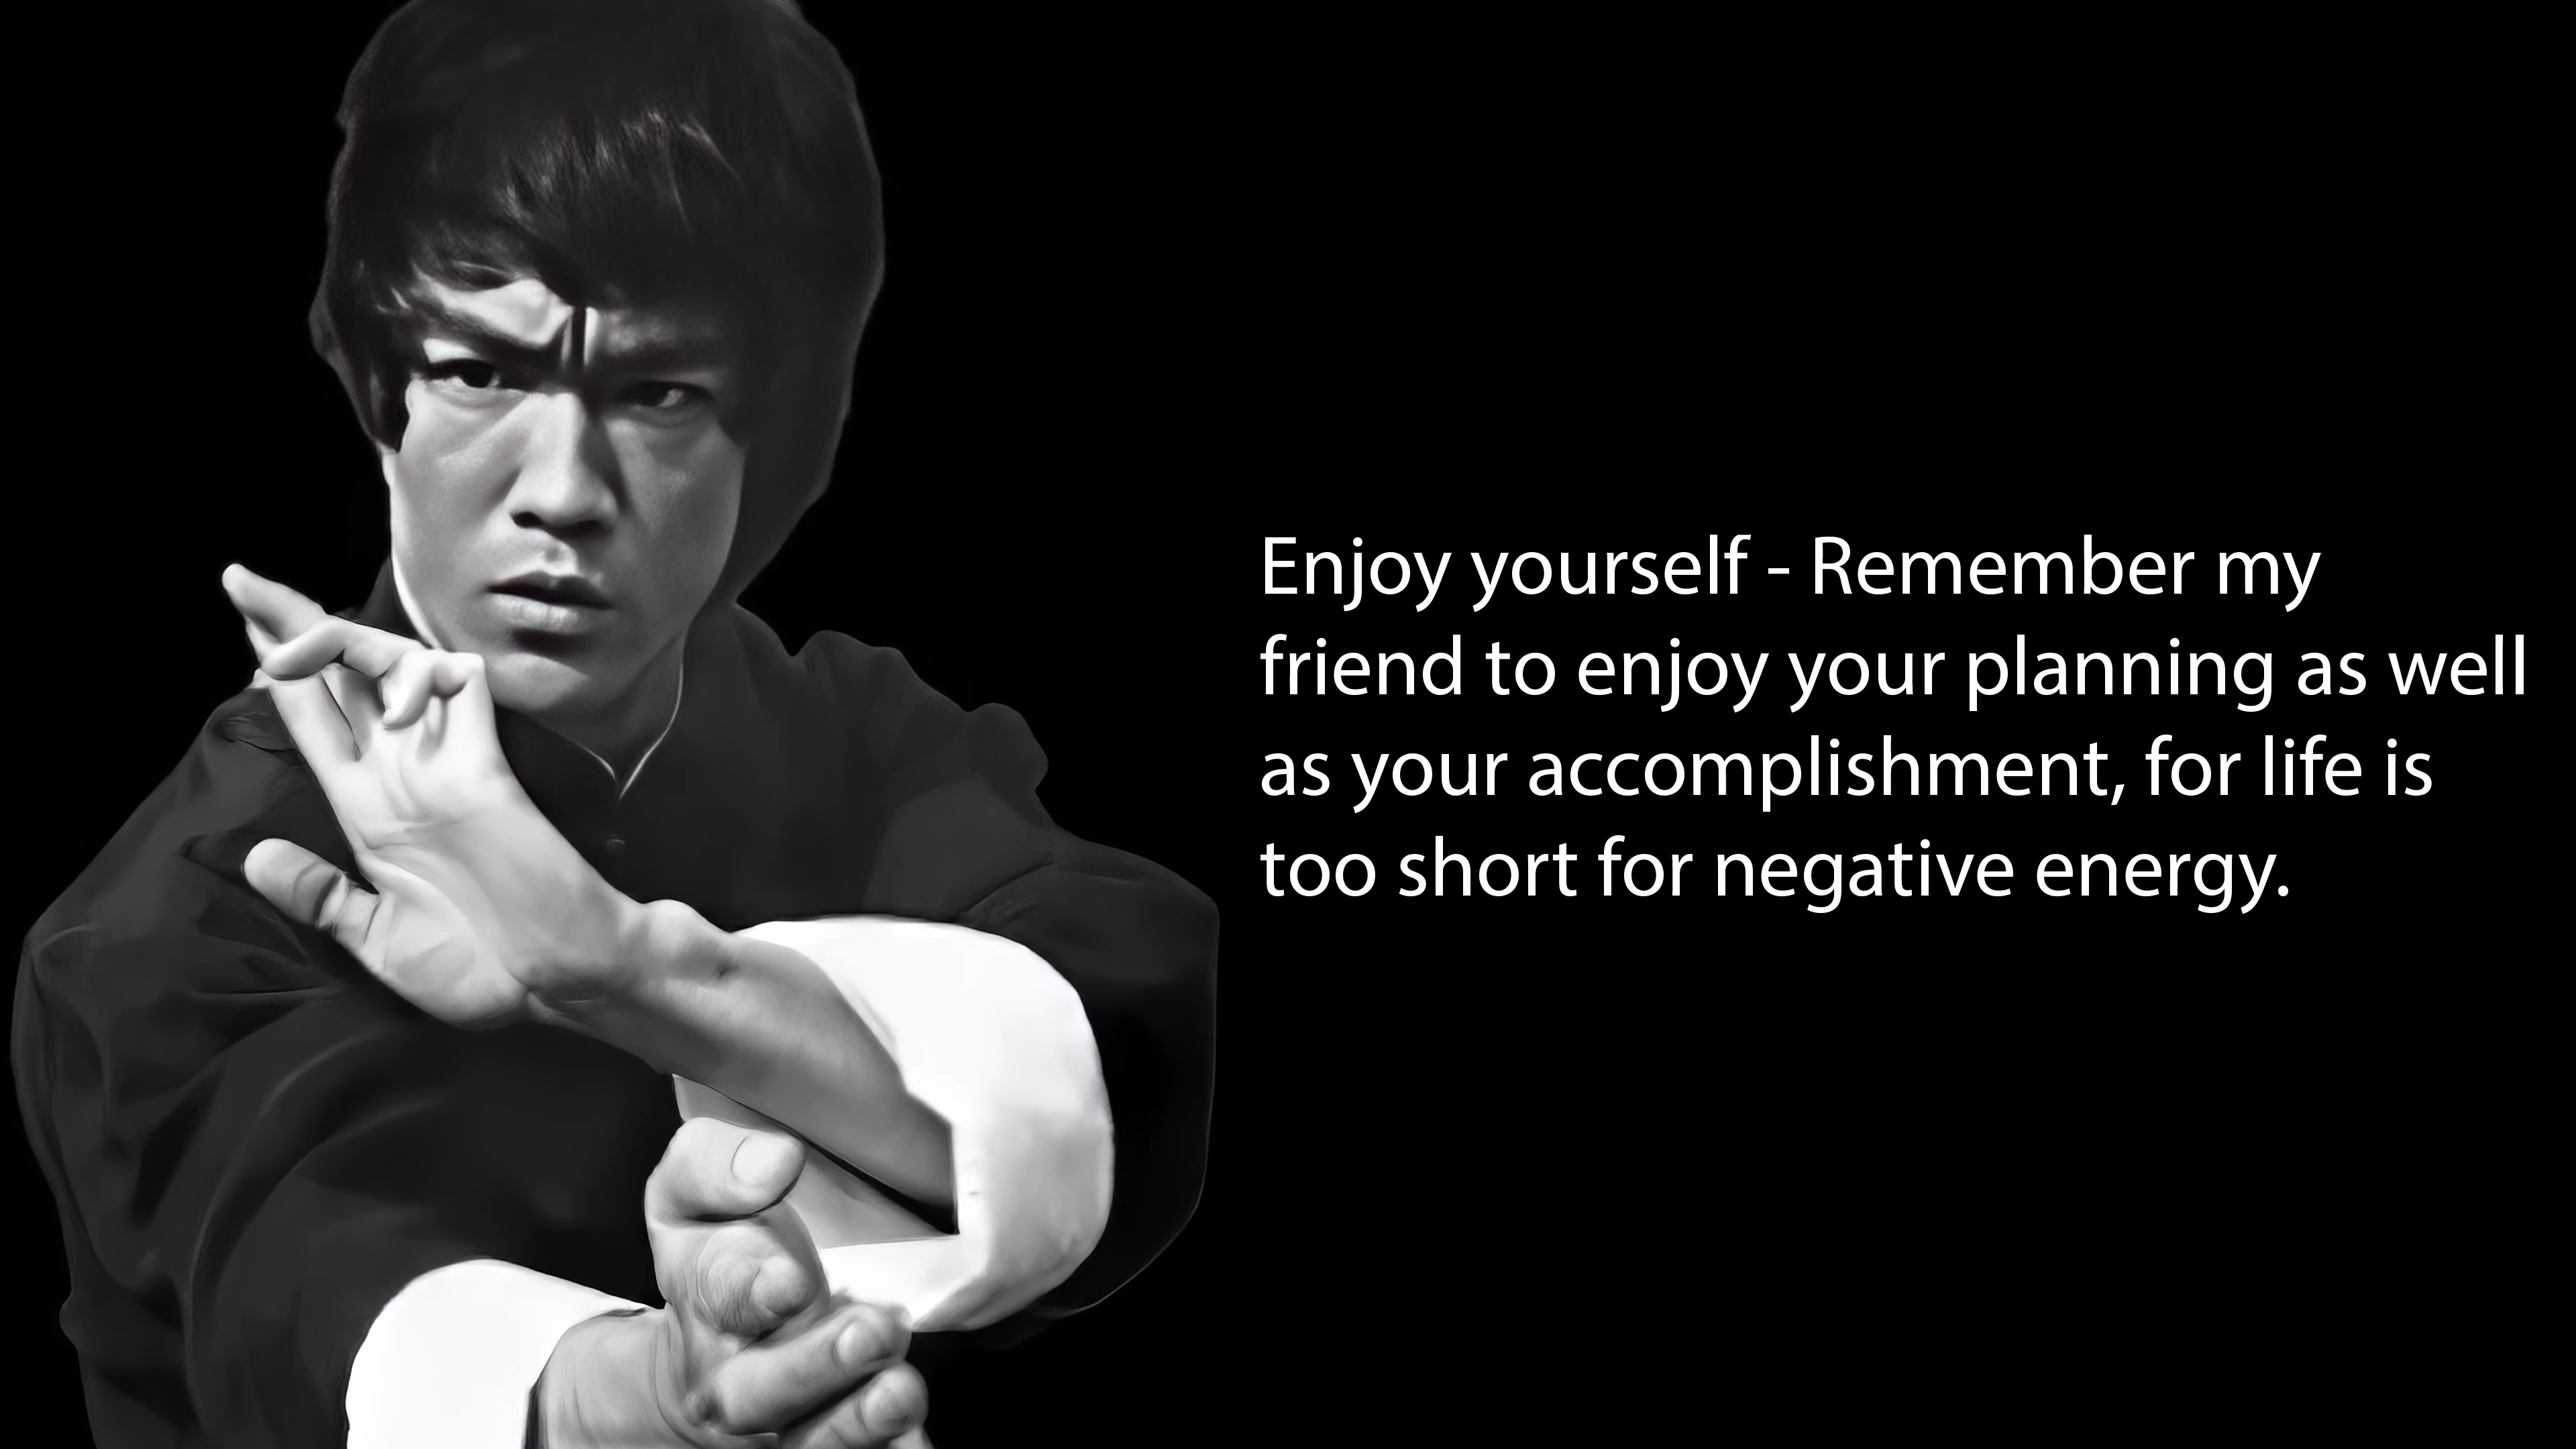 Enjoy yourself - Remember my
friend to enjoy your planning as well
as your accomplishment, for life is
too short for negative energy.